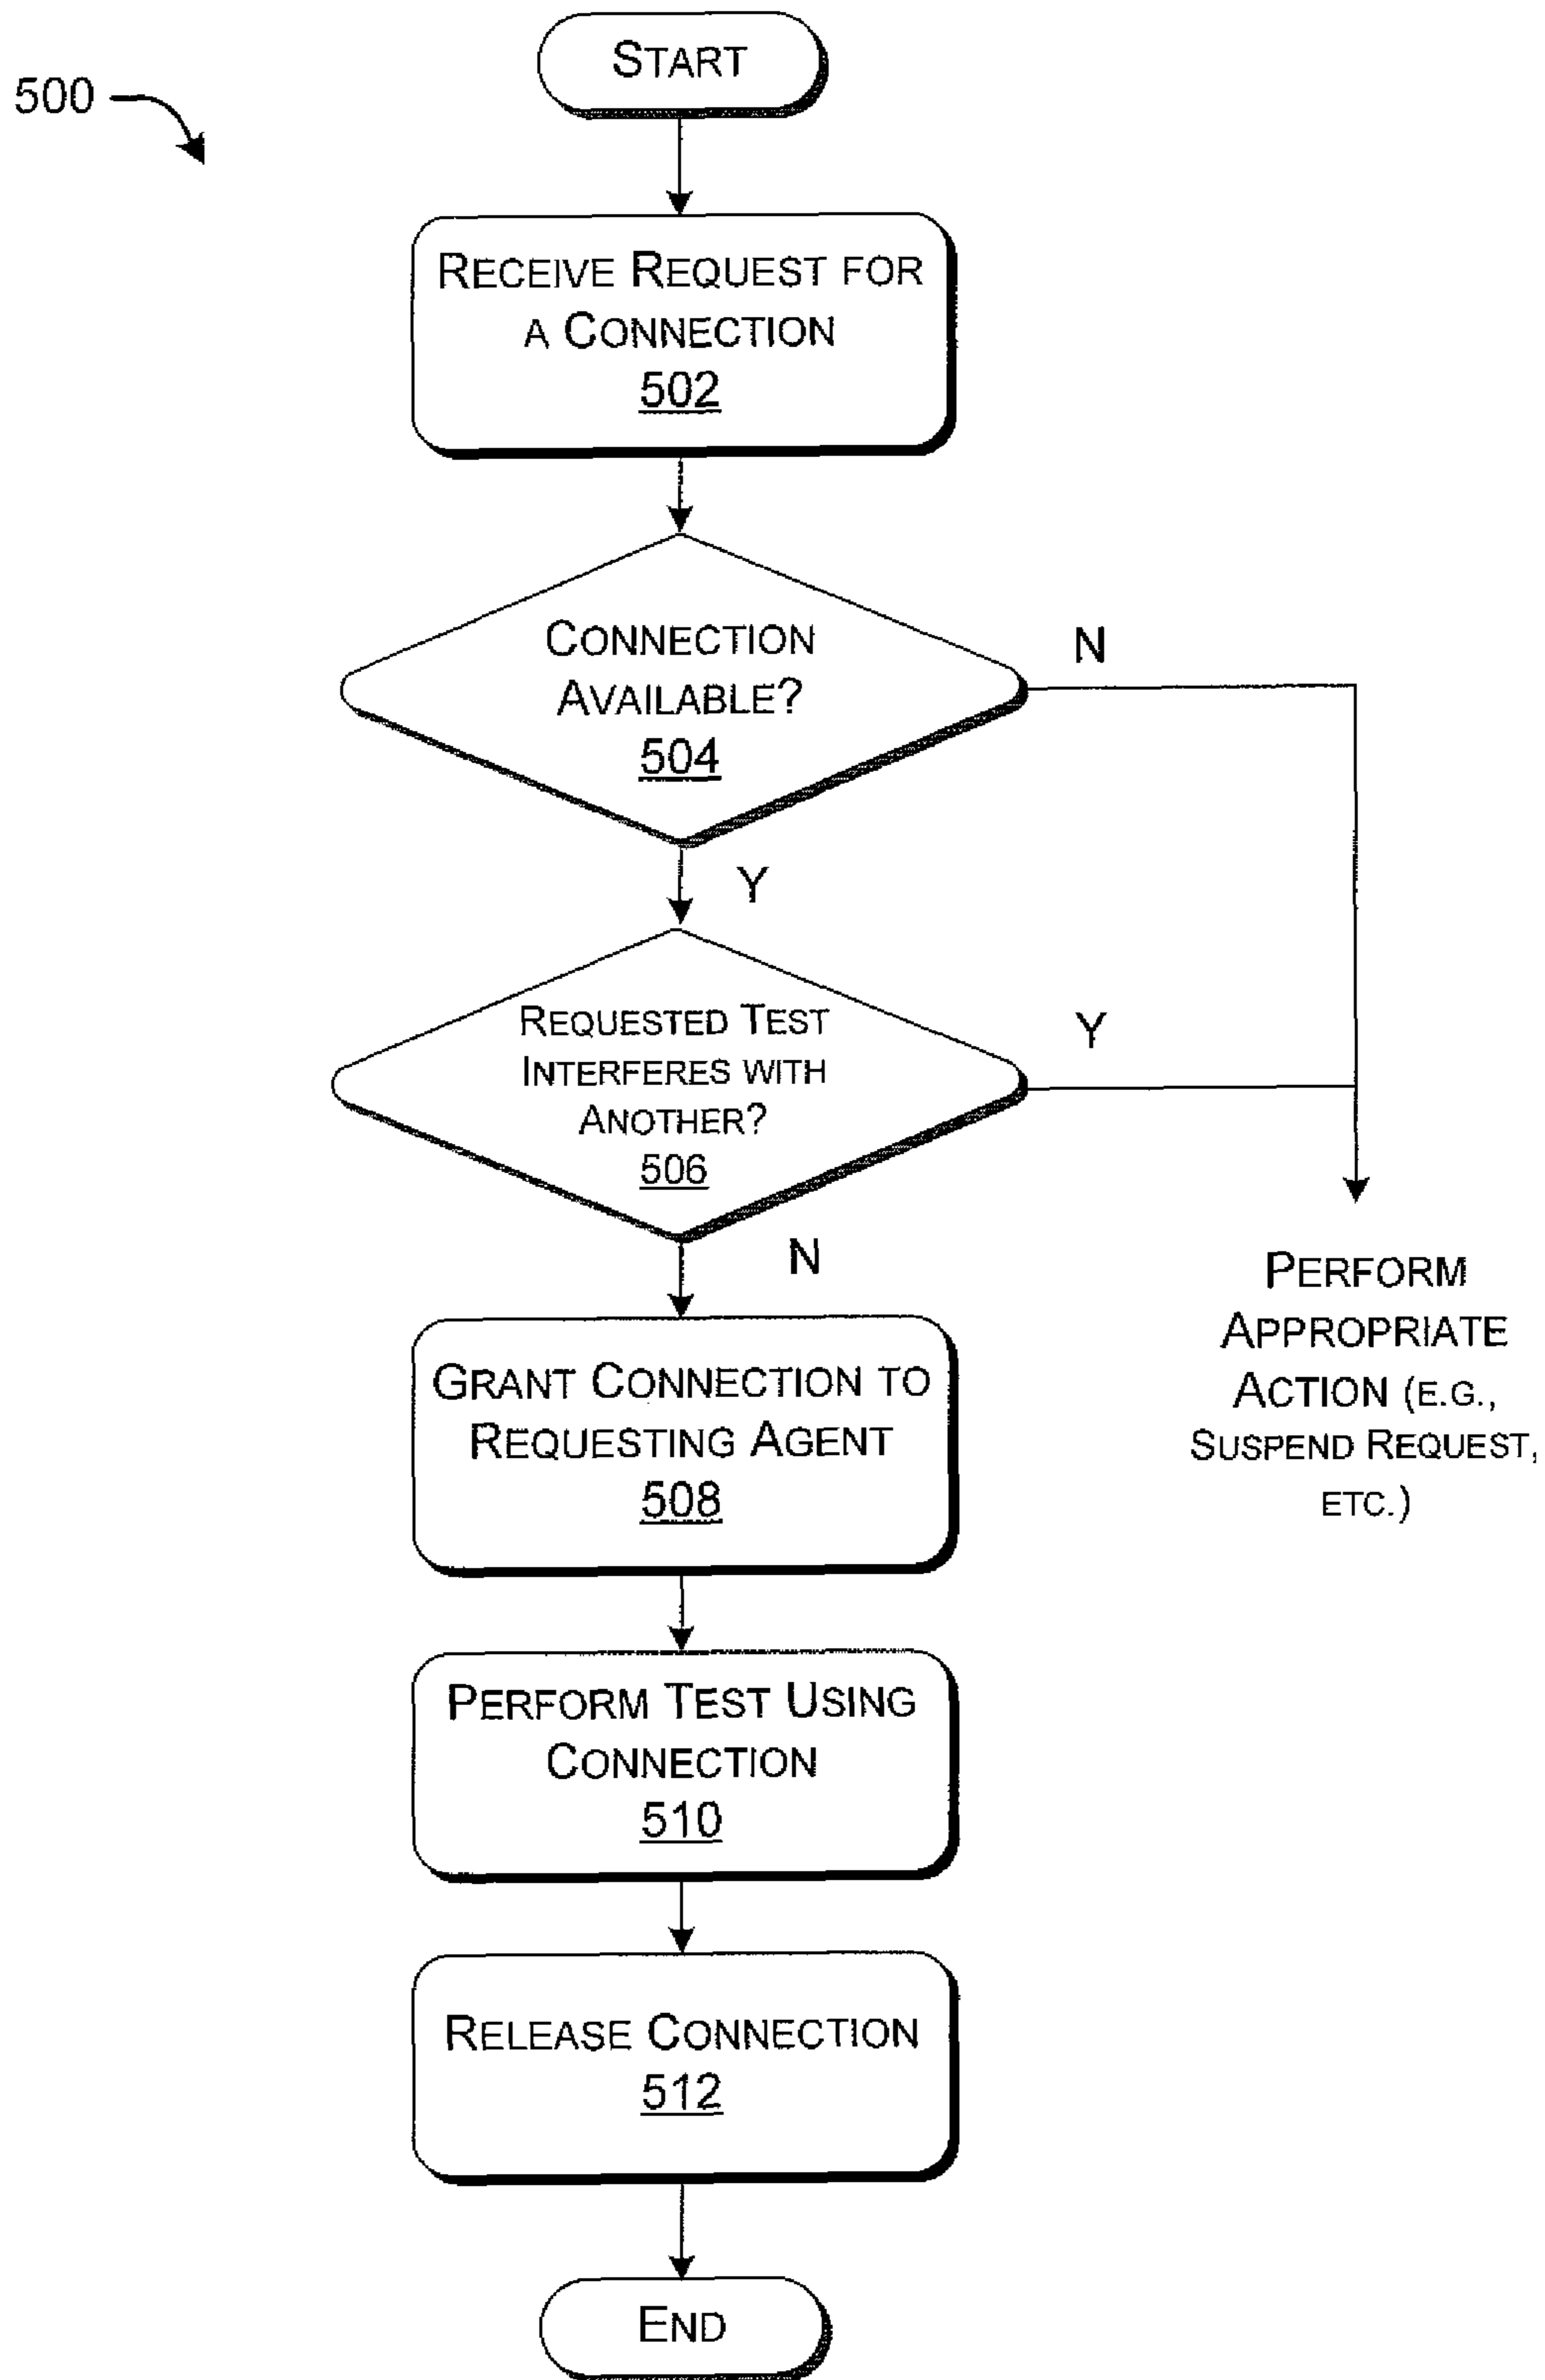 START
500
RECEIVE REQUEST FOR
A CONNECTION
502
CONNECTION
AVAILABLE?
504
N
Y
REQUESTED TEST
INTERFERES WITH
ANOTHER?
506
Y
N
PERFORM
APPROPRIATE
ACTION (E.G.,
SUSPEND REQUEST,
ETC.)
GRANT CONNECTION TO
REQUESTING AGENT
508
PERFORM TEST USING
CONNECTION
510
RELEASE CONNECTION
512
END